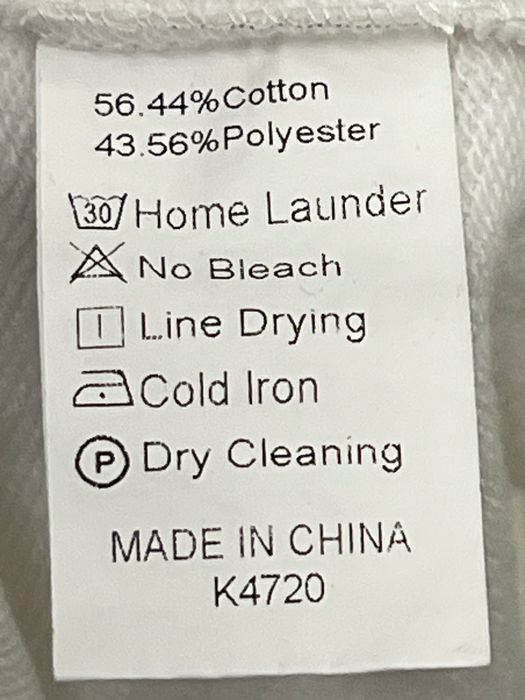 56.44%Cotton
43.56%Polyester
30 Home Launder
No Bleach
Line Drying
Cold Iron
P Dry Cleaning
MADE IN CHINA
K4720